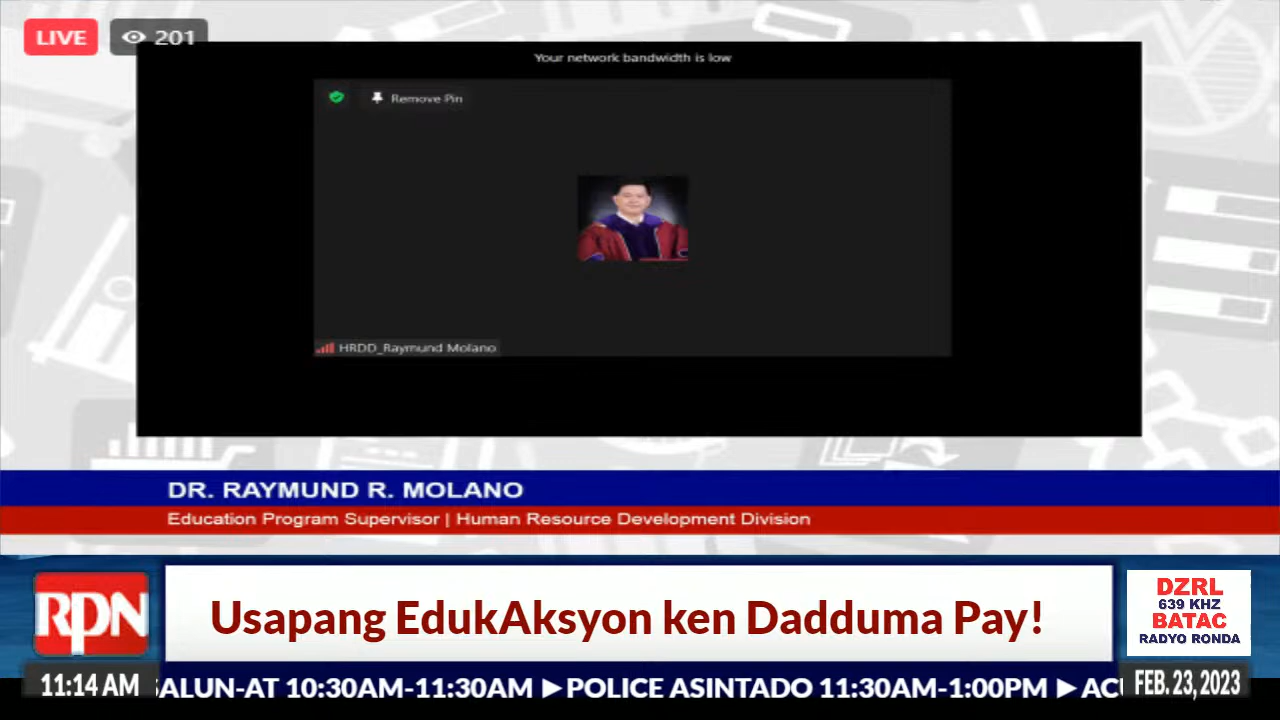 LIVE
201
Your network bandwidth is low
Remove Pin
HRDD_Raymund Molano
DR. RAYMUND R. MOLANO
Education Program Supervisor | Human Resource Development Division
RPN
Usapang EdukAksyon ken Dadduma Pay!
DZRL
639 KHZ
BATAC
RADYO RONDA
11:14 AM
ALUN-AT 10:30AM-11:30AM ►POLICE ASINTADO 11:30AM-1:00PM ►AC
FEB. 23, 2023